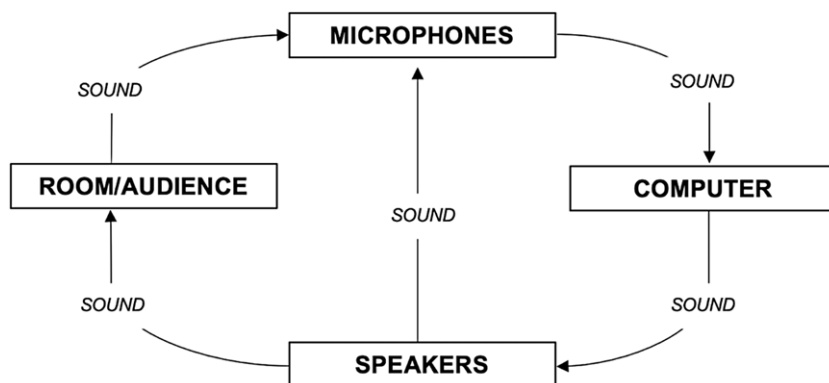 MICROPHONES
SOUND
SOUND
ROOM/AUDIENCE
COMPUTER
SOUND
SOUND
SOUND
SPEAKERS